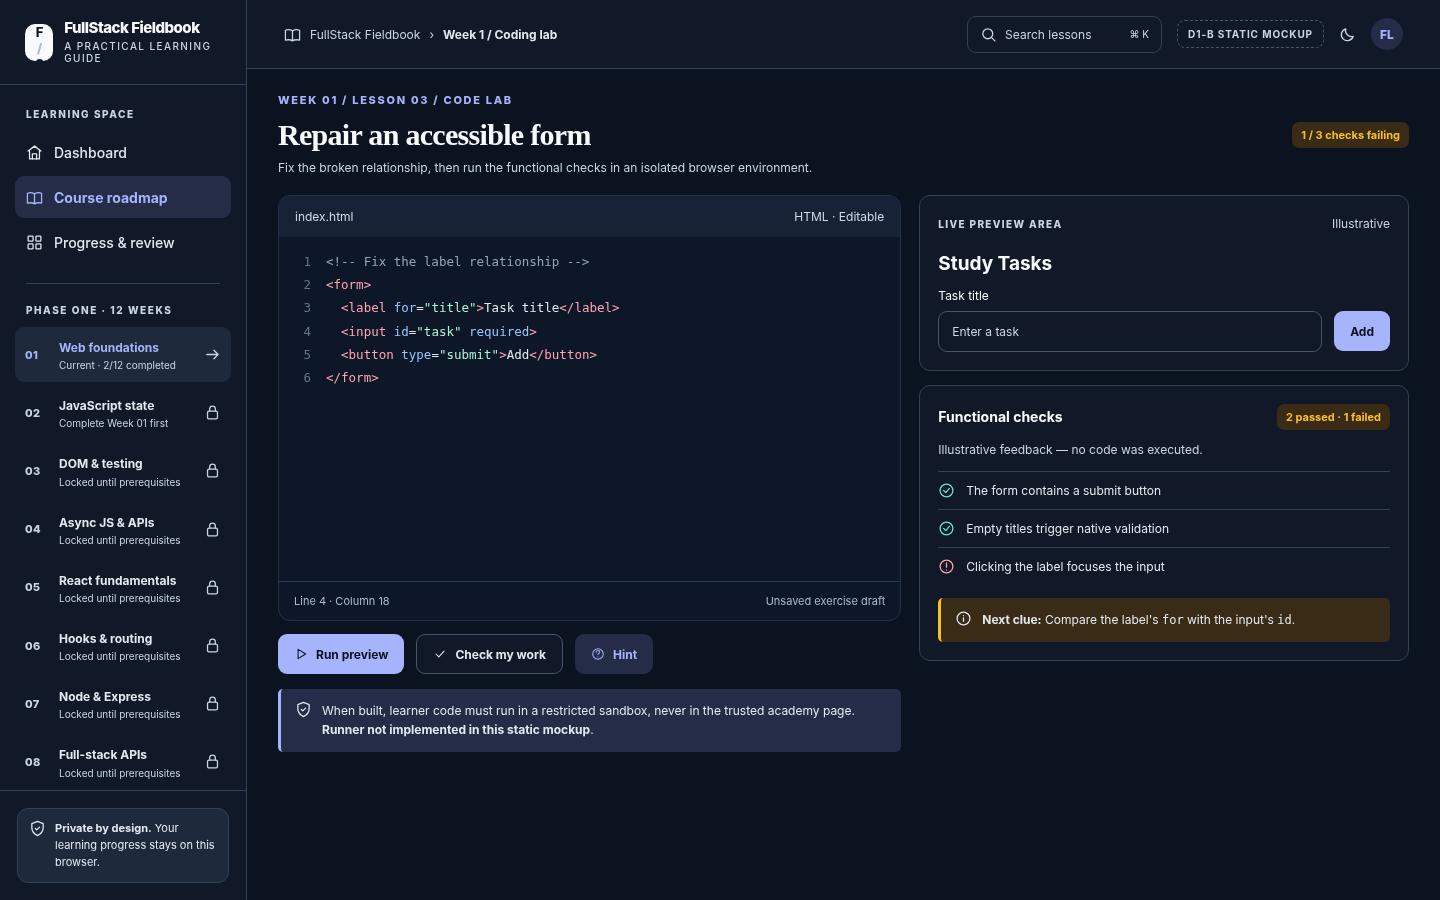 F
/
FullStack Fieldbook
A PRACTICAL LEARNING
GUIDE
LEARNING SPACE
Dashboard
Course roadmap
Progress & review
PHASE ONE · 12 WEEKS
01
Web foundations
Current · 2/12 completed
02
JavaScript state
Complete Week 01 first
03
DOM & testing
Locked until prerequisites
04
Async JS & APIs
Locked until prerequisites
05
React fundamentals
Locked until prerequisites
06
Hooks & routing
Locked until prerequisites
07
Node & Express
Locked until prerequisites
08
Full-stack APIs
Locked until prerequisites
Private by design. Your
learning progress stays on this
browser.
FullStack Fieldbook › Week 1 / Coding lab
Search lessons ⌘ K
D1-B STATIC MOCKUP
FL
WEEK 01 / LESSON 03 / CODE LAB
Repair an accessible form
Fix the broken relationship, then run the functional checks in an isolated browser environment.
1 / 3 checks failing
index.html
HTML · Editable
1 <!-- Fix the label relationship -->
2 <form>
3   <label for="title">Task title</label>
4   <input id="task" required>
5   <button type="submit">Add</button>
6 </form>
Line 4 · Column 18
Unsaved exercise draft
Run preview
Check my work
Hint
When built, learner code must run in a restricted sandbox, never in the trusted academy page.
Runner not implemented in this static mockup.
LIVE PREVIEW AREA
Illustrative
Study Tasks
Task title
Enter a task
Add
Functional checks
2 passed · 1 failed
Illustrative feedback — no code was executed.
The form contains a submit button
Empty titles trigger native validation
Clicking the label focuses the input
Next clue: Compare the label's for with the input's id.